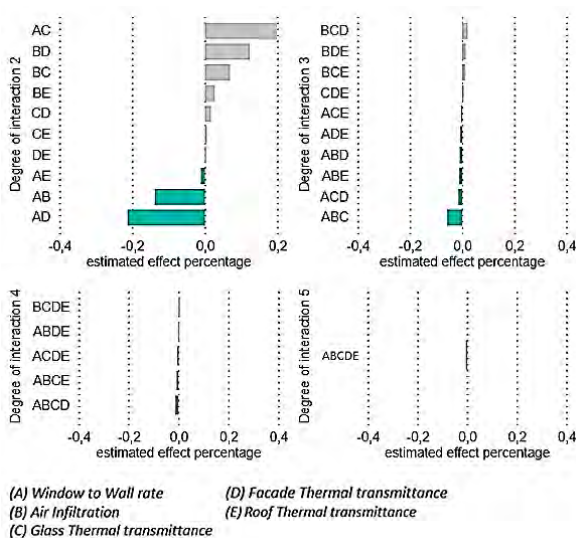 Degree of interaction 2
AC
BD
BC
BE
CD
CE
DE
AE
AB
AD
-0,4 -0,2 0,0 0,2
estimated effect percentage
Degree of interaction 3
BCD
BDE
BCE
CDE
ACE
ADE
ABD
ABE
ACD
ABC
-0,4 -0,2 0,0 0,2 0,4
estimated effect percentage
Degree of interaction 4
BCDE
ABDE
ACDE
ABCE
ABCD
-0,4 -0,2 0,0 0,2 0,4
estimated effect percentage
Degree of interaction 5
ABCDE
-0,4 -0,2 0,0 0,2 0,4
estimated effect percentage
(A) Window to Wall rate (D) Facade Thermal transmittance
(B) Air Infiltration (E) Roof Thermal transmittance
(C) Glass Thermal transmittance